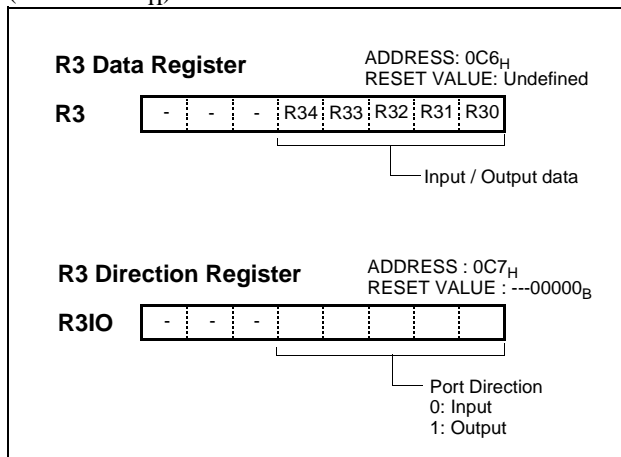 R3 Data Register
ADDRESS: 0C6H
RESET VALUE: Undefined
R3 - - - R34 R33 R32 R31 R30
Input / Output data
R3 Direction Register
ADDRESS : 0C7H
RESET VALUE : ---00000B
R3IO - - -
Port Direction
0: Input
1: Output